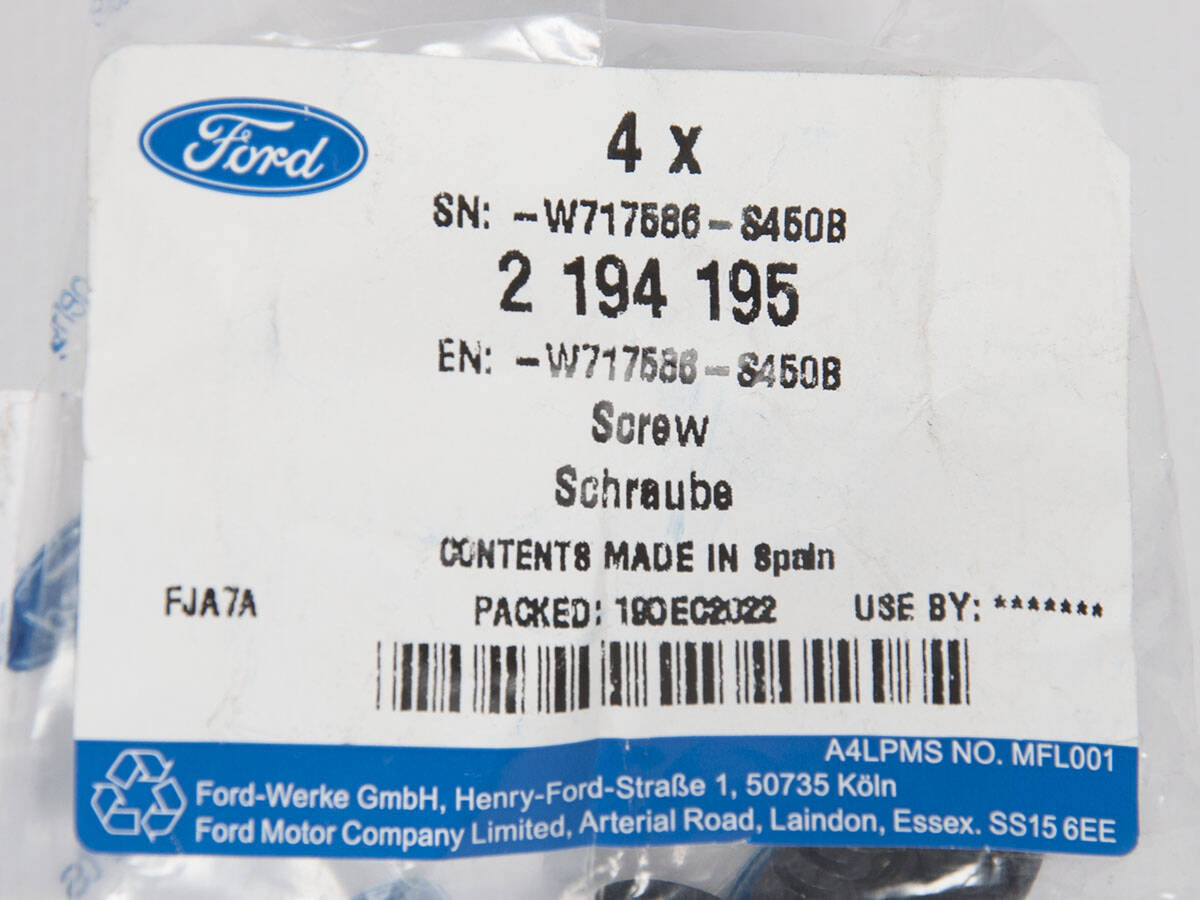 Ford
4 x
SN: -W717586-S450B
2 194 195
EN: -W717586-S450B
Screw
Schraube
CONTENTS MADE IN Spain
FJA7A PACKED: 19DEC2022 USE BY: *******
A4LPMS NO. MFL001
Ford-Werke GmbH, Henry-Ford-Straße 1, 50735 Köln
Ford Motor Company Limited, Arterial Road, Laindon, Essex. SS15 6EE